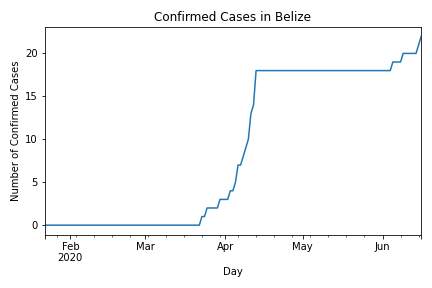 Confirmed Cases in Belize
Number of Confirmed Cases
20
15
10
5
0
Feb
2020
Mar
Apr
May
Jun
Day